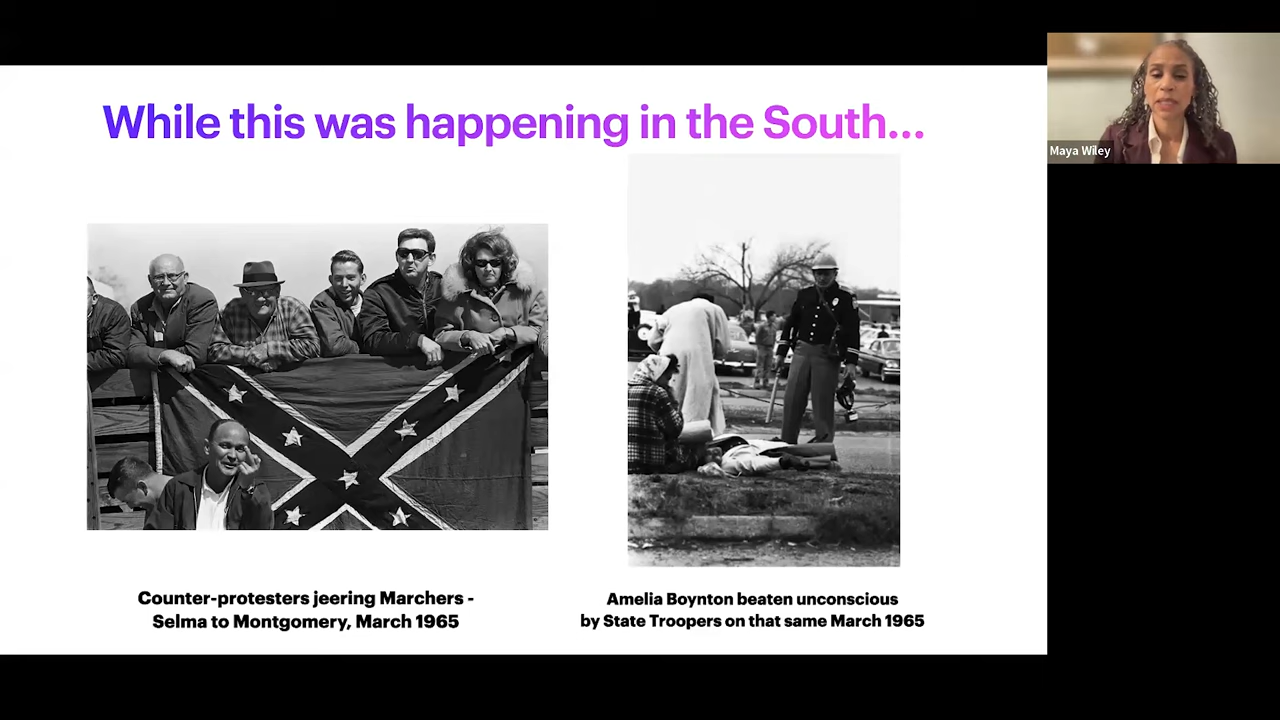 While this was happening in the South...
Maya Wiley
Counter-protesters jeering Marchers -
Selma to Montgomery, March 1965
Amelia Boynton beaten unconscious
by State Troopers on that same March 1965